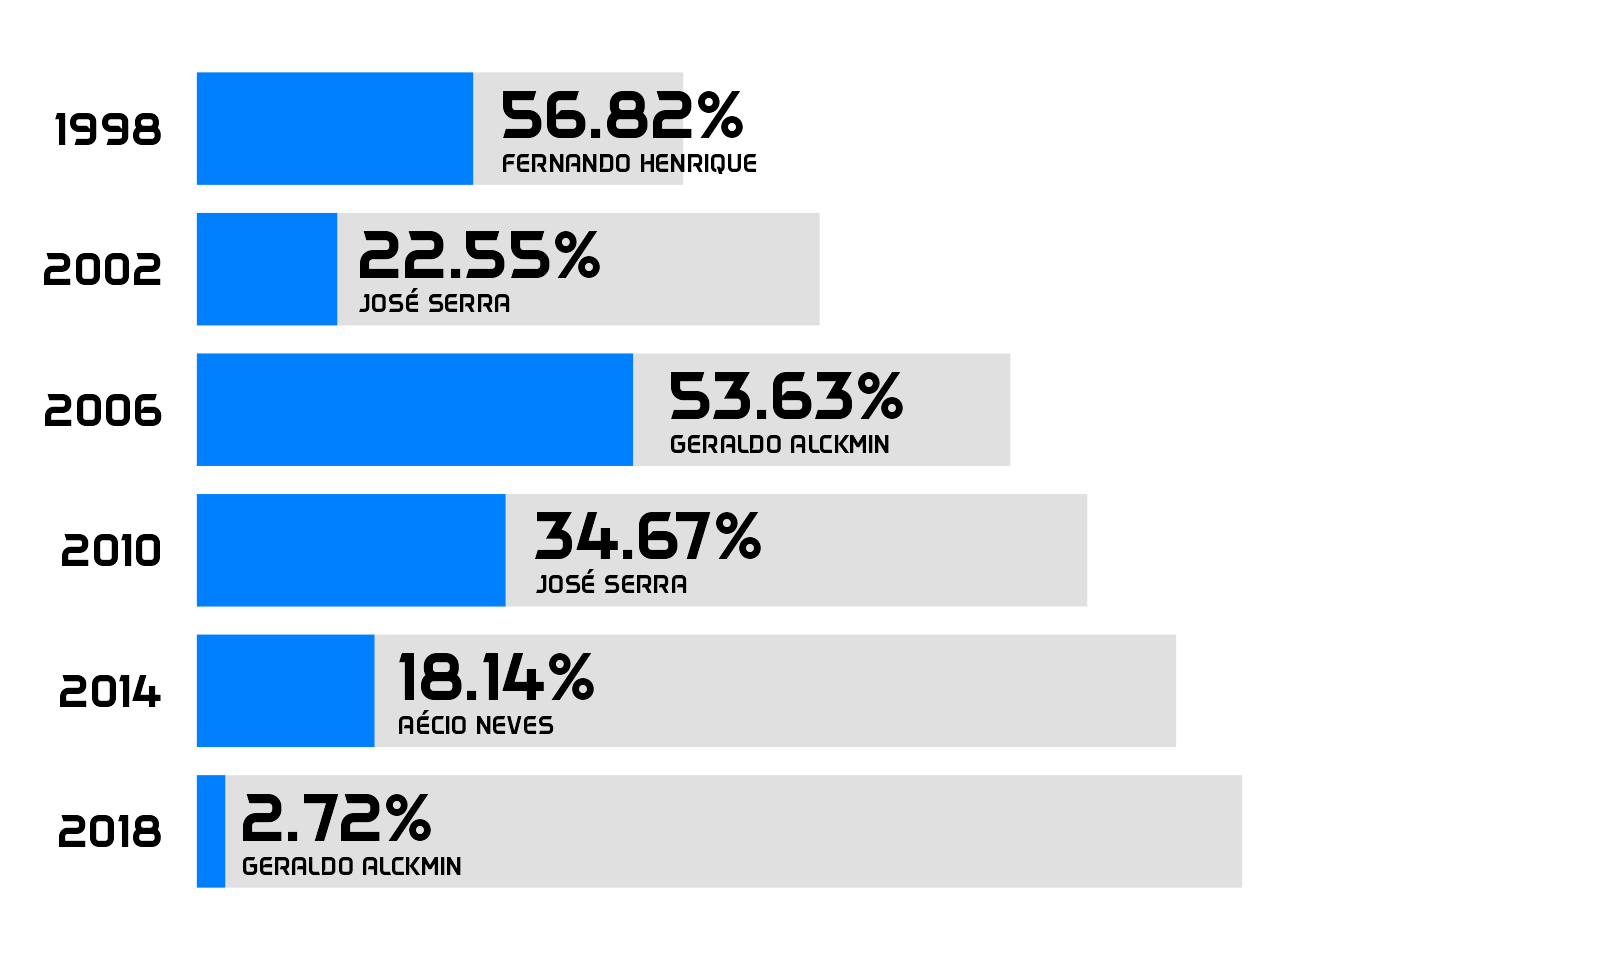 1998
56.82%
FERNANDO HENRIQUE
2002
22.55%
JOSÉ SERRA
2006
53.63%
GERALDO ALCKMIN
2010
34.67%
JOSÉ SERRA
2014
18.14%
AÉCIO NEVES
2018
2.72%
GERALDO ALCKMIN